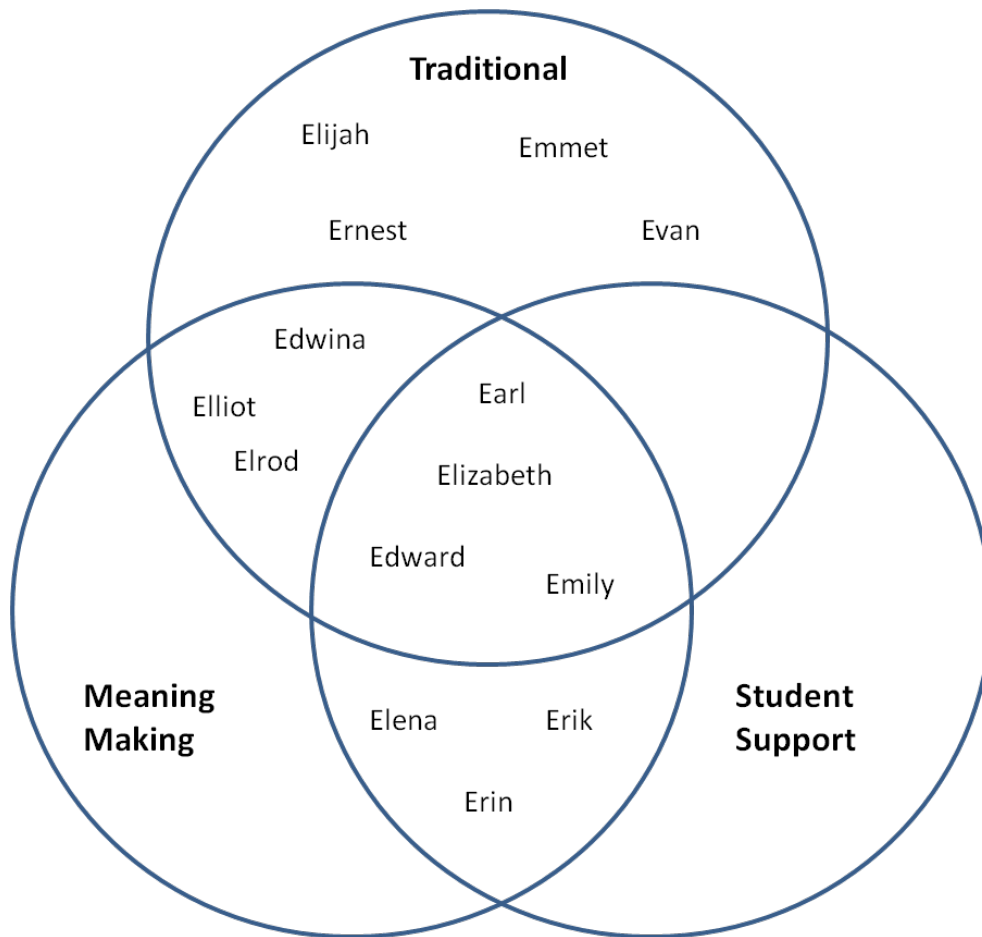 Traditional
Elijah
Emmet
Ernest
Evan
Edwina
Earl
Elliot
Elrod
Elizabeth
Edward
Emily
Meaning
Making
Student
Support
Elena
Erik
Erin